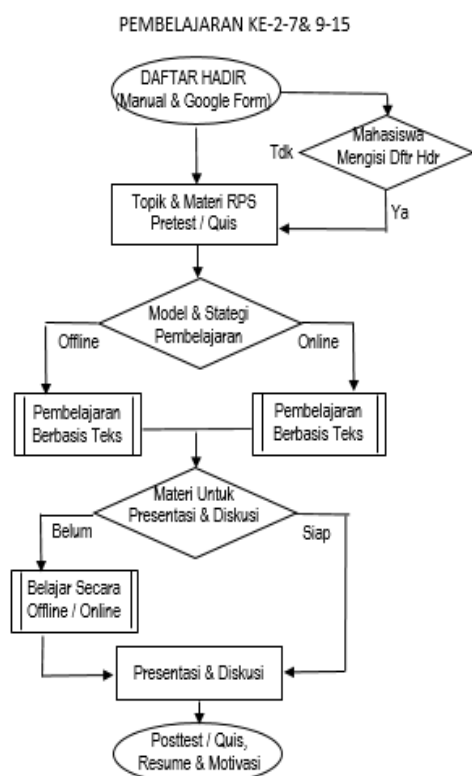 PEMBELAJARAN KE-2-7& 9-15
DAFTAR HADIR
(Manual & Google Form)
Mahasiswa
Mengisi Dftr Hdr
Tdk
Ya
Topik & Materi RPS
Pretest / Quis
Model & Stategi
Pembelajaran
Offline
Online
Pembelajaran
Berbasis Teks
Pembelajaran
Berbasis Teks
Materi Untuk
Presentasi & Diskusi
Belum
Siap
Belajar Secara
Offline / Online
Presentasi & Diskusi
Posttest / Quis,
Resume & Motivasi